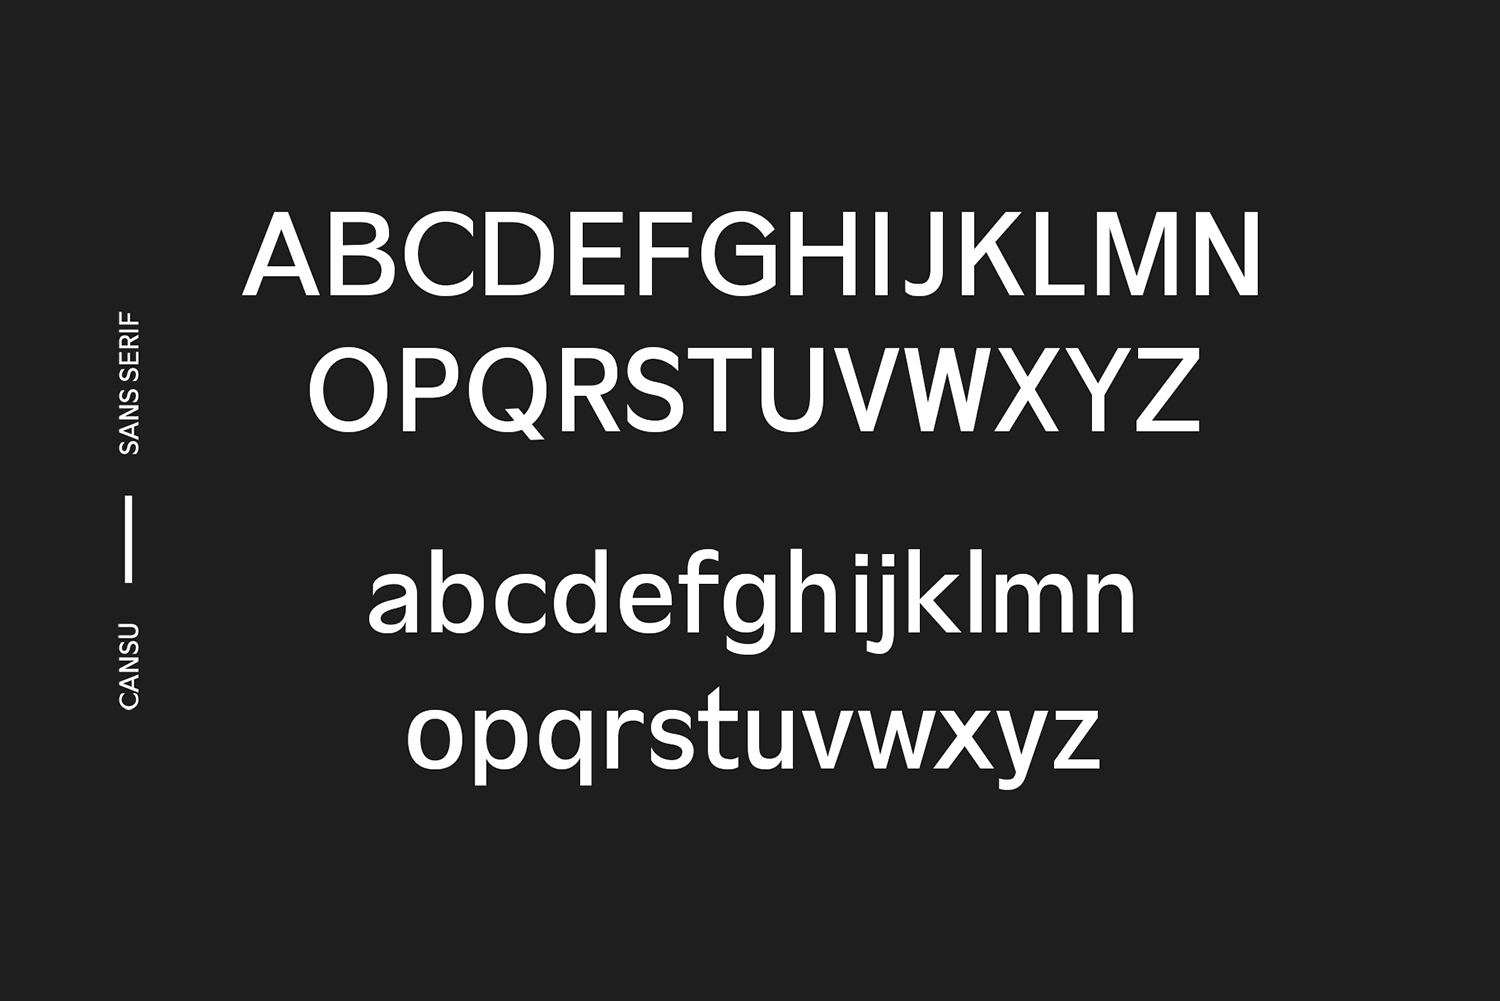 ABCDEFGHIJKLMN
OPQRSTUVWXYZ
abcdefghijklmn
opqrstuvwxyz
CANSU
SANS SERIF